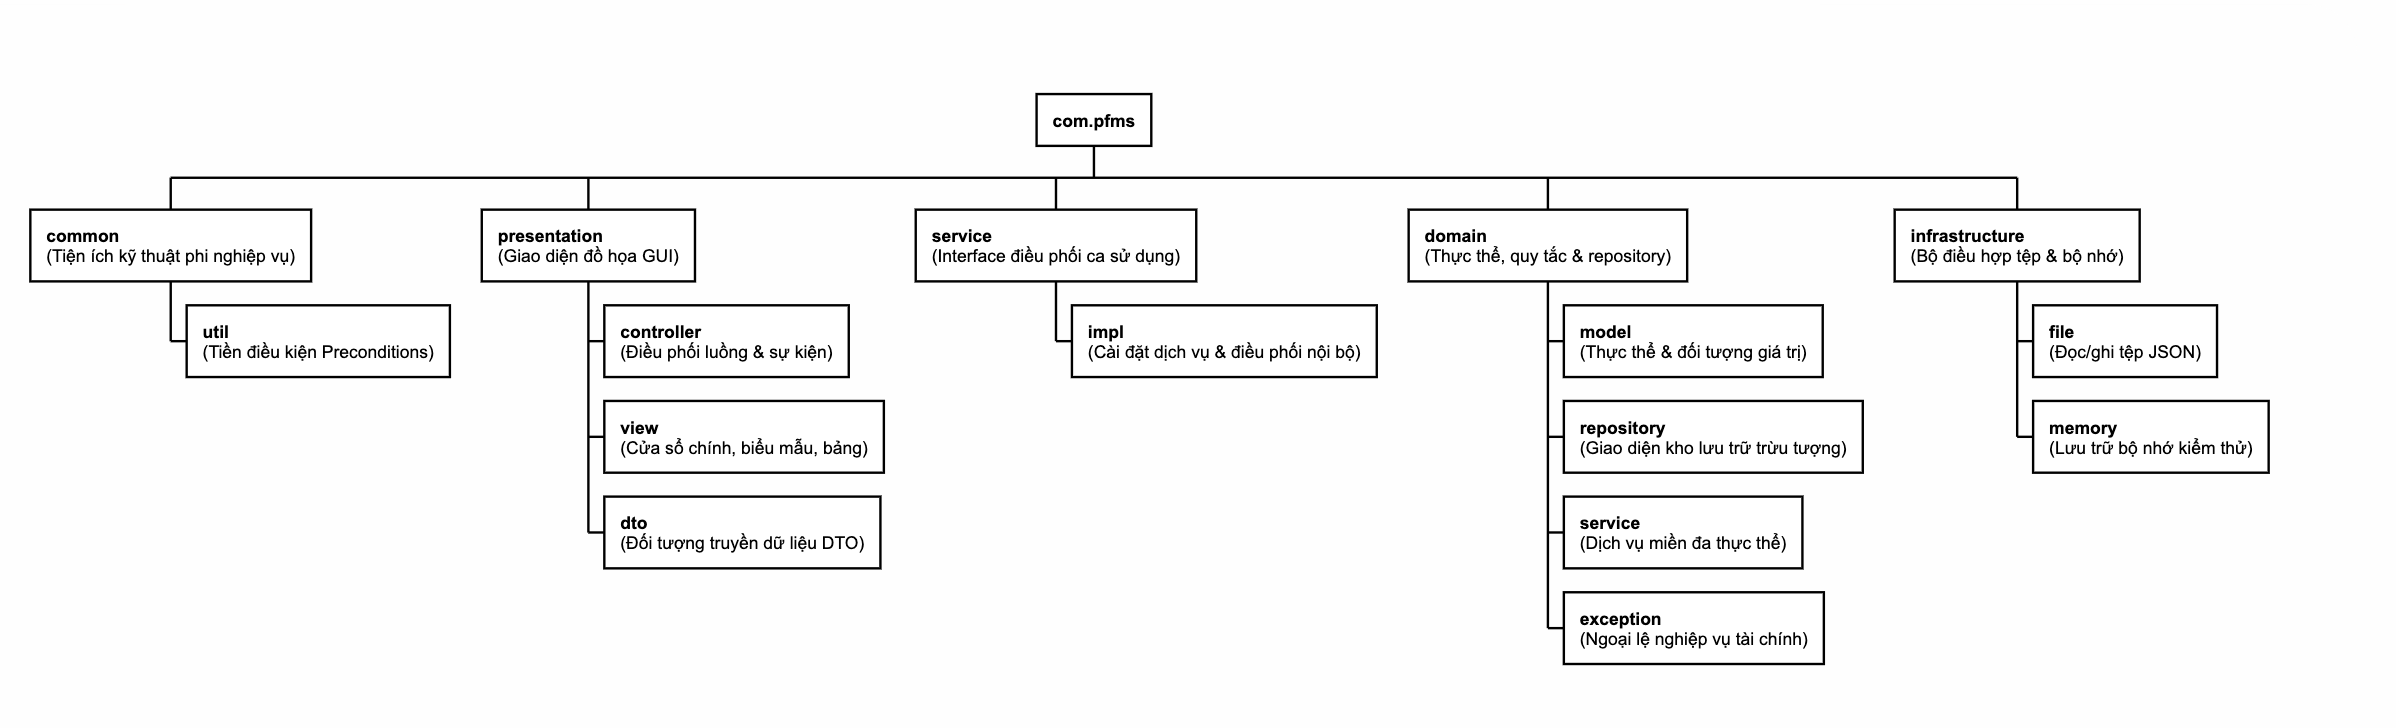 com.pfms
common
(Tiện ích kỹ thuật phi nghiệp vụ)
util
(Tiền điều kiện Preconditions)
presentation
(Giao diện đồ họa GUI)
controller
(Điều phối luồng & sự kiện)
view
(Cửa sổ chính, biểu mẫu, bảng)
dto
(Đối tượng truyền dữ liệu DTO)
service
(Interface điều phối ca sử dụng)
impl
(Cài đặt dịch vụ & điều phối nội bộ)
domain
(Thực thể, quy tắc & repository)
model
(Thực thể & đối tượng giá trị)
repository
(Giao diện kho lưu trữ trừu tượng)
service
(Dịch vụ miền đa thực thể)
exception
(Ngoại lệ nghiệp vụ tài chính)
infrastructure
(Bộ điều hợp tệp & bộ nhớ)
file
(Đọc/ghi tệp JSON)
memory
(Lưu trữ bộ nhớ kiểm thử)